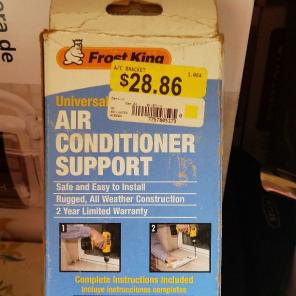 ora de
Frost King
A/C BRACKET
$28.86
Universal
AIR
CONDITIONER
SUPPORT
Safe and Easy to Install
Rugged, All Weather Construction
2 Year Limited Warranty
1
2
Complete Instructions Included
Incluye instrucciones completas